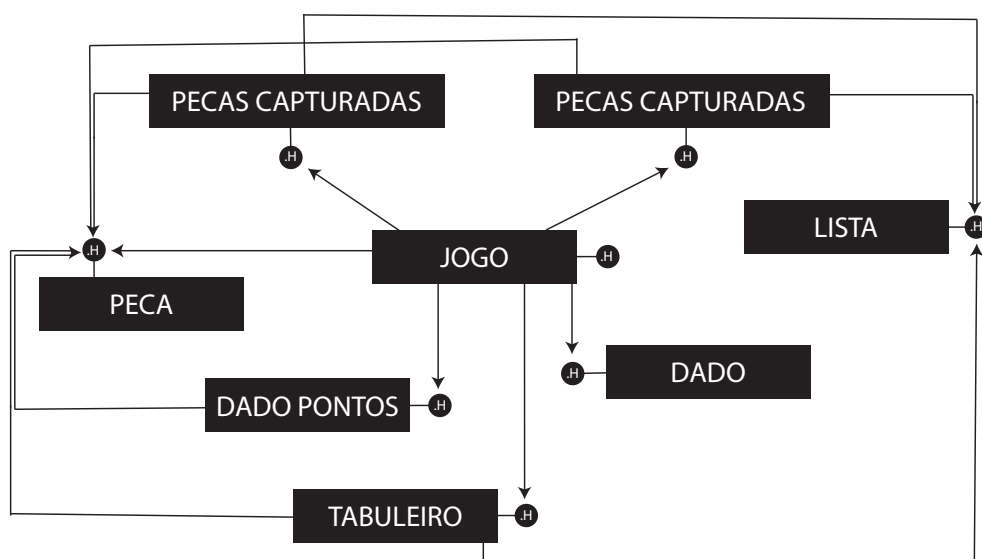 PECAS CAPTURADAS
PECAS CAPTURADAS
.H
.H
LISTA
.H
JOGO
.H
.H
PECA
DADO
.H
DADO PONTOS
.H
TABULEIRO
.H